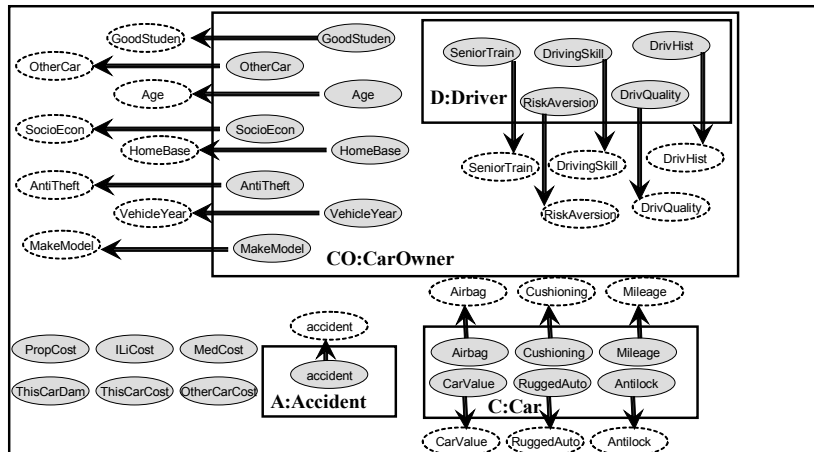 GoodStuden GoodStuden
OtherCar OtherCar
Age Age
SocioEcon SocioEcon
HomeBase HomeBase
AntiTheft AntiTheft
VehicleYear VehicleYear
MakeModel MakeModel
CO:CarOwner
SeniorTrain DrivingSkill DrivHist
RiskAversion DrivQuality
D:Driver
SeniorTrain DrivingSkill DrivHist
RiskAversion DrivQuality
Airbag Cushioning Mileage
accident
PropCost ILiCost MedCost
ThisCarDam ThisCarCost OtherCarCost
accident
A:Accident
Airbag Cushioning Mileage
CarValue RuggedAuto Antilock
C:Car
CarValue RuggedAuto Antilock